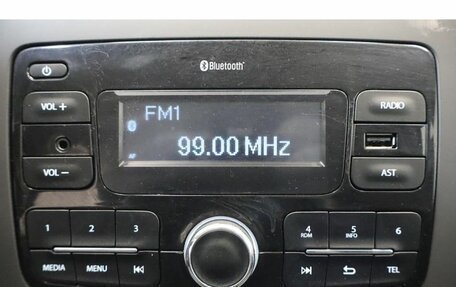 Bluetooth
VOL +
FM1
RADIO
AF
99.00 MHz
VOL −
AST
1 2 3
4 RDM
5 INFO
6
MEDIA
MENU
TEL